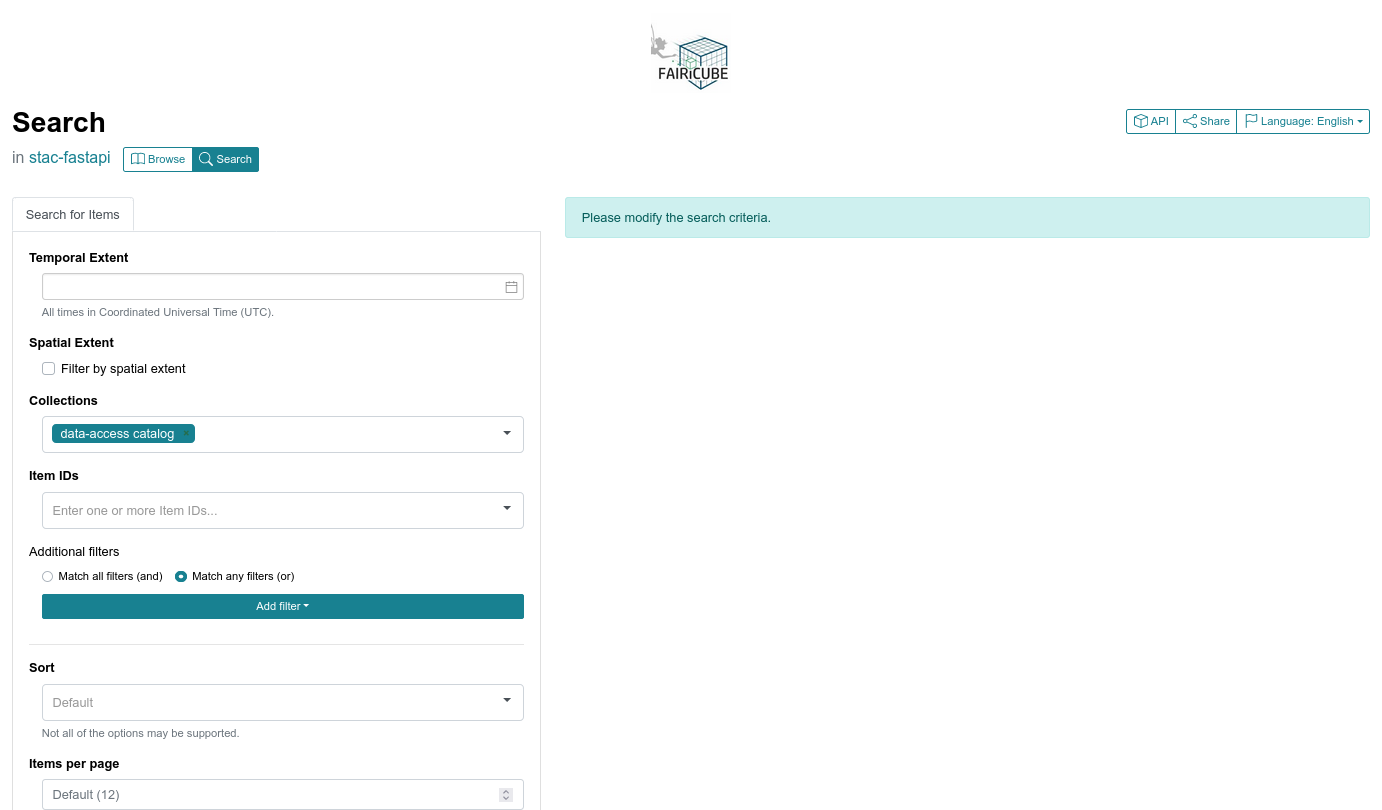 FAIRiCUBE
Search
API Share Language: English
in stac-fastapi Browse Search
Search for Items
Please modify the search criteria.
Temporal Extent
All times in Coordinated Universal Time (UTC).
Spatial Extent
Filter by spatial extent
Collections
data-access catalog ×
Item IDs
Enter one or more Item IDs...
Additional filters
Match all filters (and) Match any filters (or)
Add filter
Sort
Default
Not all of the options may be supported.
Items per page
Default (12)